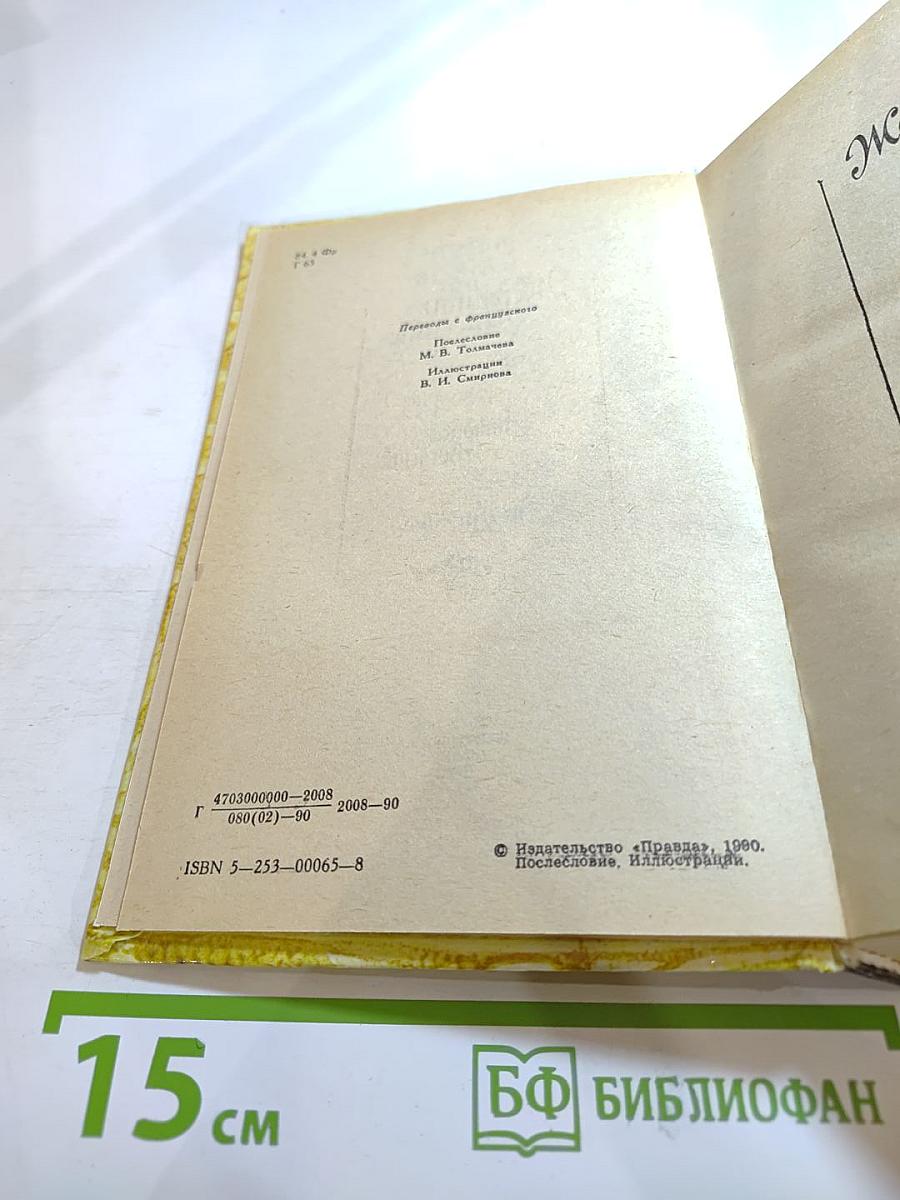 84. 4 Фр
Г 63
Переводы с французского
Послесловие
М. В. Толмачева
Иллюстрации
В. И. Смирнова
Г 4703000000—2008
080(02)—90 2008—90
ISBN 5—253—00065—8
© Издательство «Правда», 1990.
Послесловие. Иллюстрации.
15 см
БФ БИБЛИОФАН